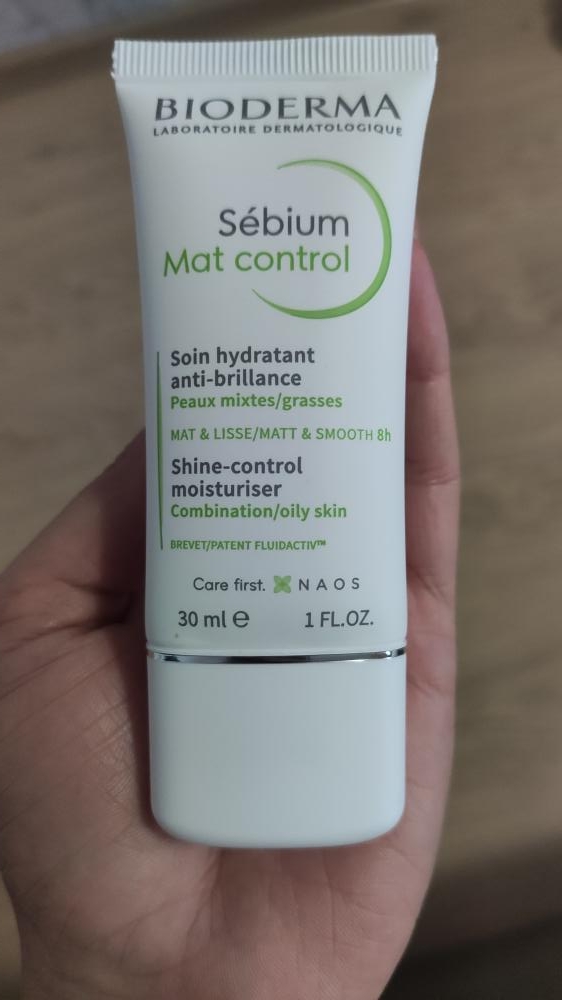 BIODERMA
LABORATOIRE DERMATOLOGIQUE
Sébium
Mat control
Soin hydratant
anti-brillance
Peaux mixtes/grasses
MAT & LISSE/MATT & SMOOTH 8h
Shine-control
moisturiser
Combination/oily skin
BREVET/PATENT FLUIDACTIV™
Care first. NAOS
30 ml ℮ 1 FL.OZ.